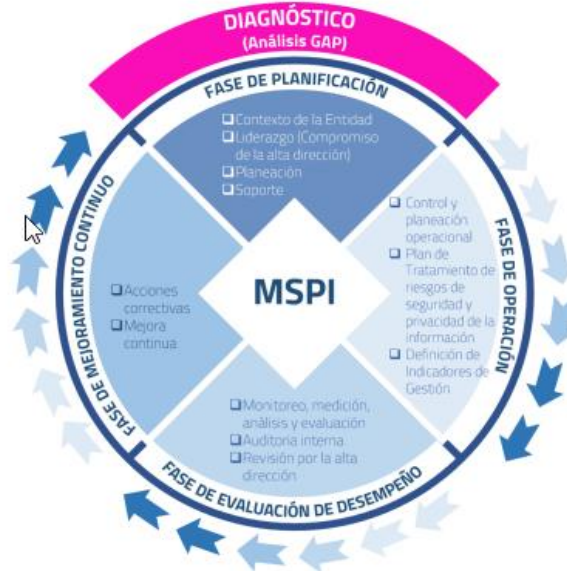 DIAGNÓSTICO
(Análisis GAP)
FASE DE PLANIFICACIÓN
❑Contexto de la Entidad
❑Liderazgo (Compromiso
de la alta dirección)
❑Planeación
❑Soporte
❑ Control y
planeación
operacional
❑ Plan de
Tratamiento de
riesgos de
seguridad y
privacidad de la
información
❑ Definición de
Indicadores de
Gestión
FASE DE OPERACIÓN
MSPI
❑Acciones
correctivas
❑Mejora
continua
FASE DE MEJORAMIENTO CONTINUO
❑Monitoreo, medición,
análisis y evaluación
❑Auditoria interna
❑Revisión por la alta
dirección
FASE DE EVALUACIÓN DE DESEMPEÑO